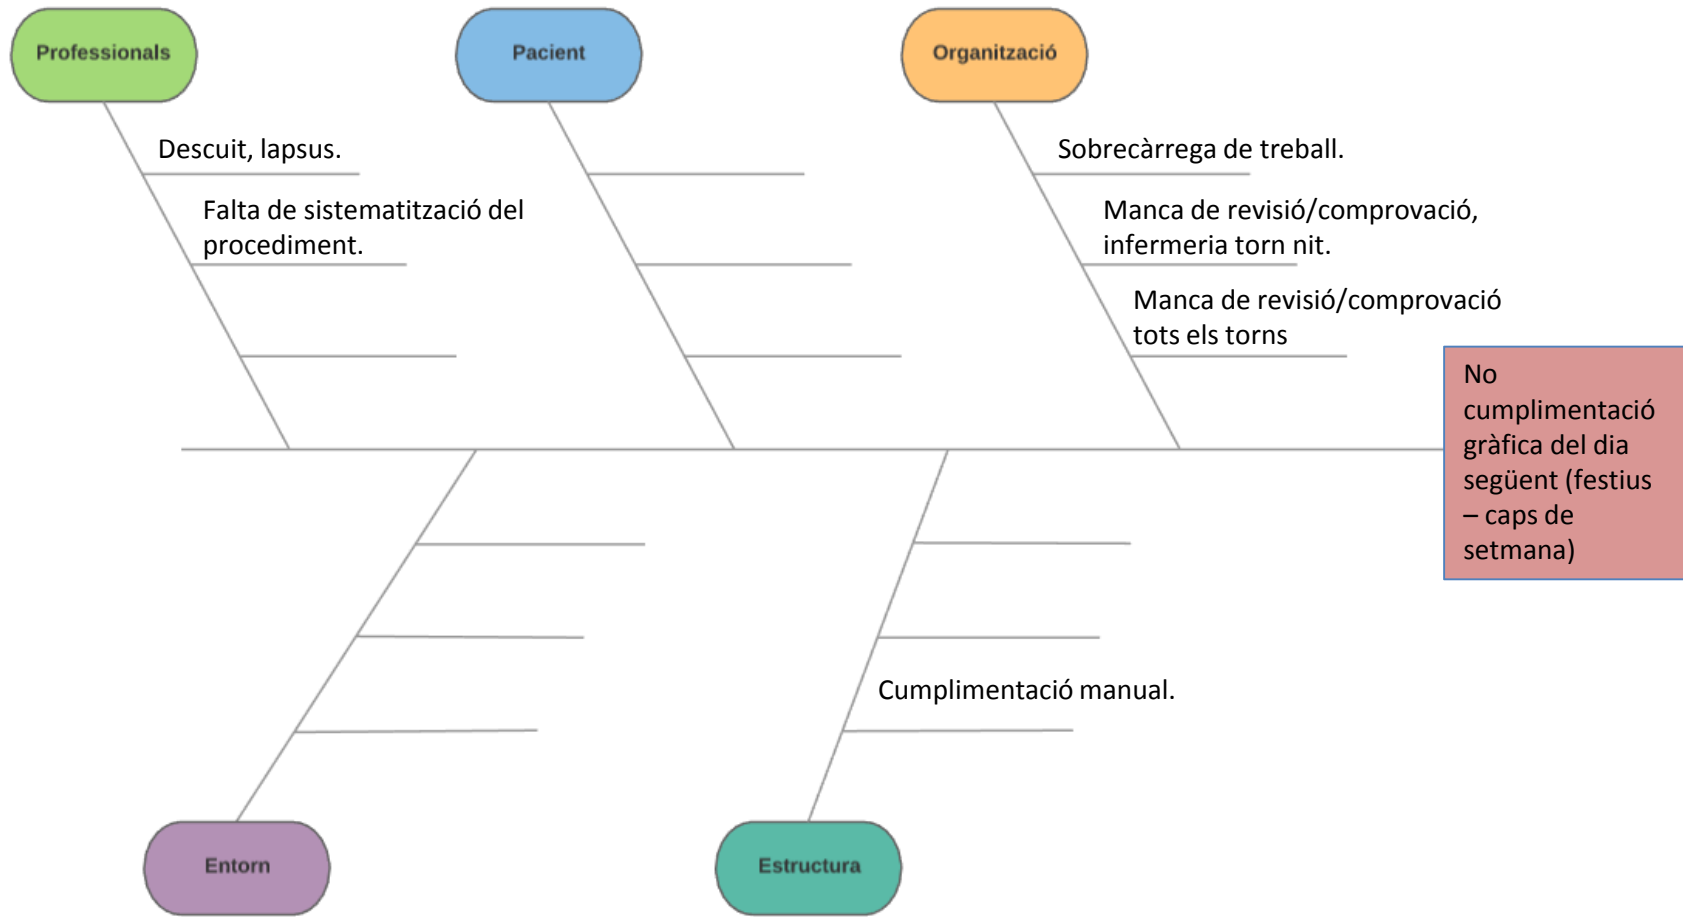 Professionals
Pacient
Organització
Descuit, lapsus.
Falta de sistematització del
procediment.
Sobrecàrrega de treball.
Manca de revisió/comprovació,
infermeria torn nit.
Manca de revisió/comprovació
tots els torns
No
cumplimentació
gràfica del dia
següent (festius
– caps de
setmana)
Cumplimentació manual.
Entorn
Estructura